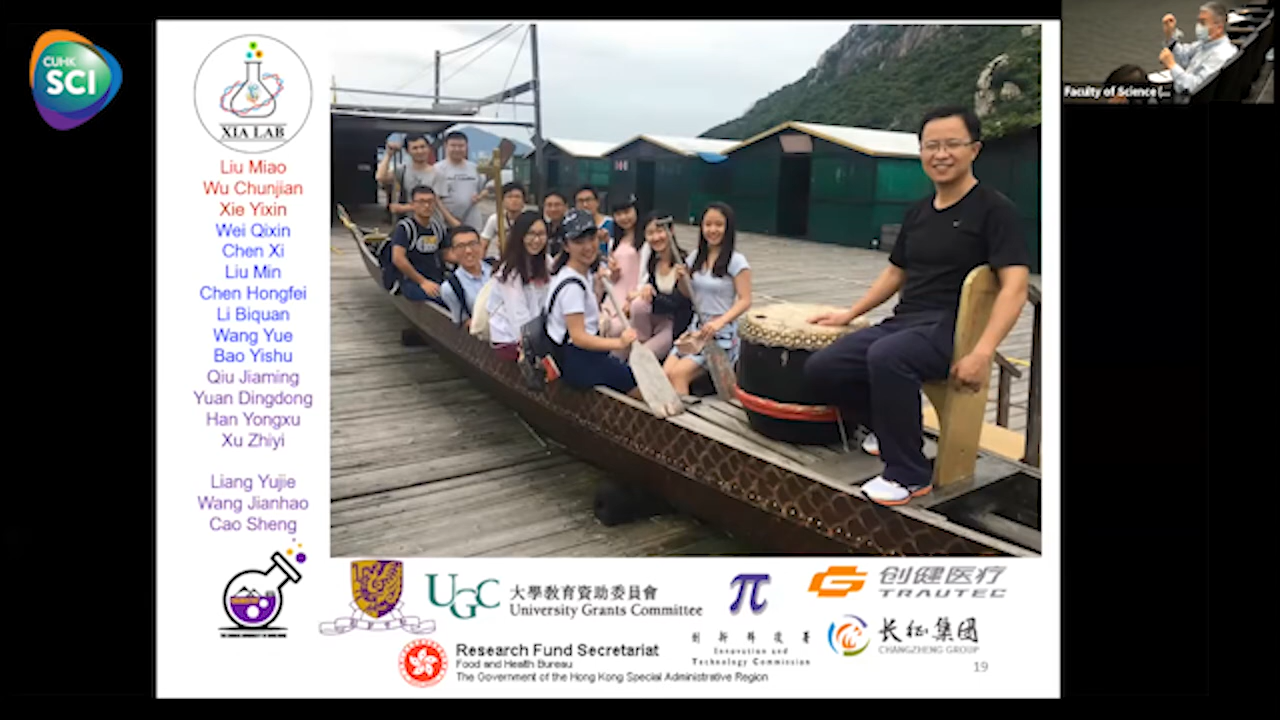 CUHK
SCI
XIA LAB
Liu Miao
Wu Chunjian
Xie Yixin
Wei Qixin
Chen Xi
Liu Min
Chen Hongfei
Li Biquan
Wang Yue
Bao Yishu
Qiu Jiaming
Yuan Dingdong
Han Yongxu
Xu Zhiyi
Liang Yujie
Wang Jianhao
Cao Sheng
UGC
大學教育資助委員會
University Grants Committee
Research Fund Secretariat
Food and Health Bureau
The Government of the Hong Kong Special Administrative Region
創新科技署
Innovation and
Technology Commission
创健医疗
TRAUTEC
长征集团
CHANGZHENG GROUP
19
Faculty of Science (...